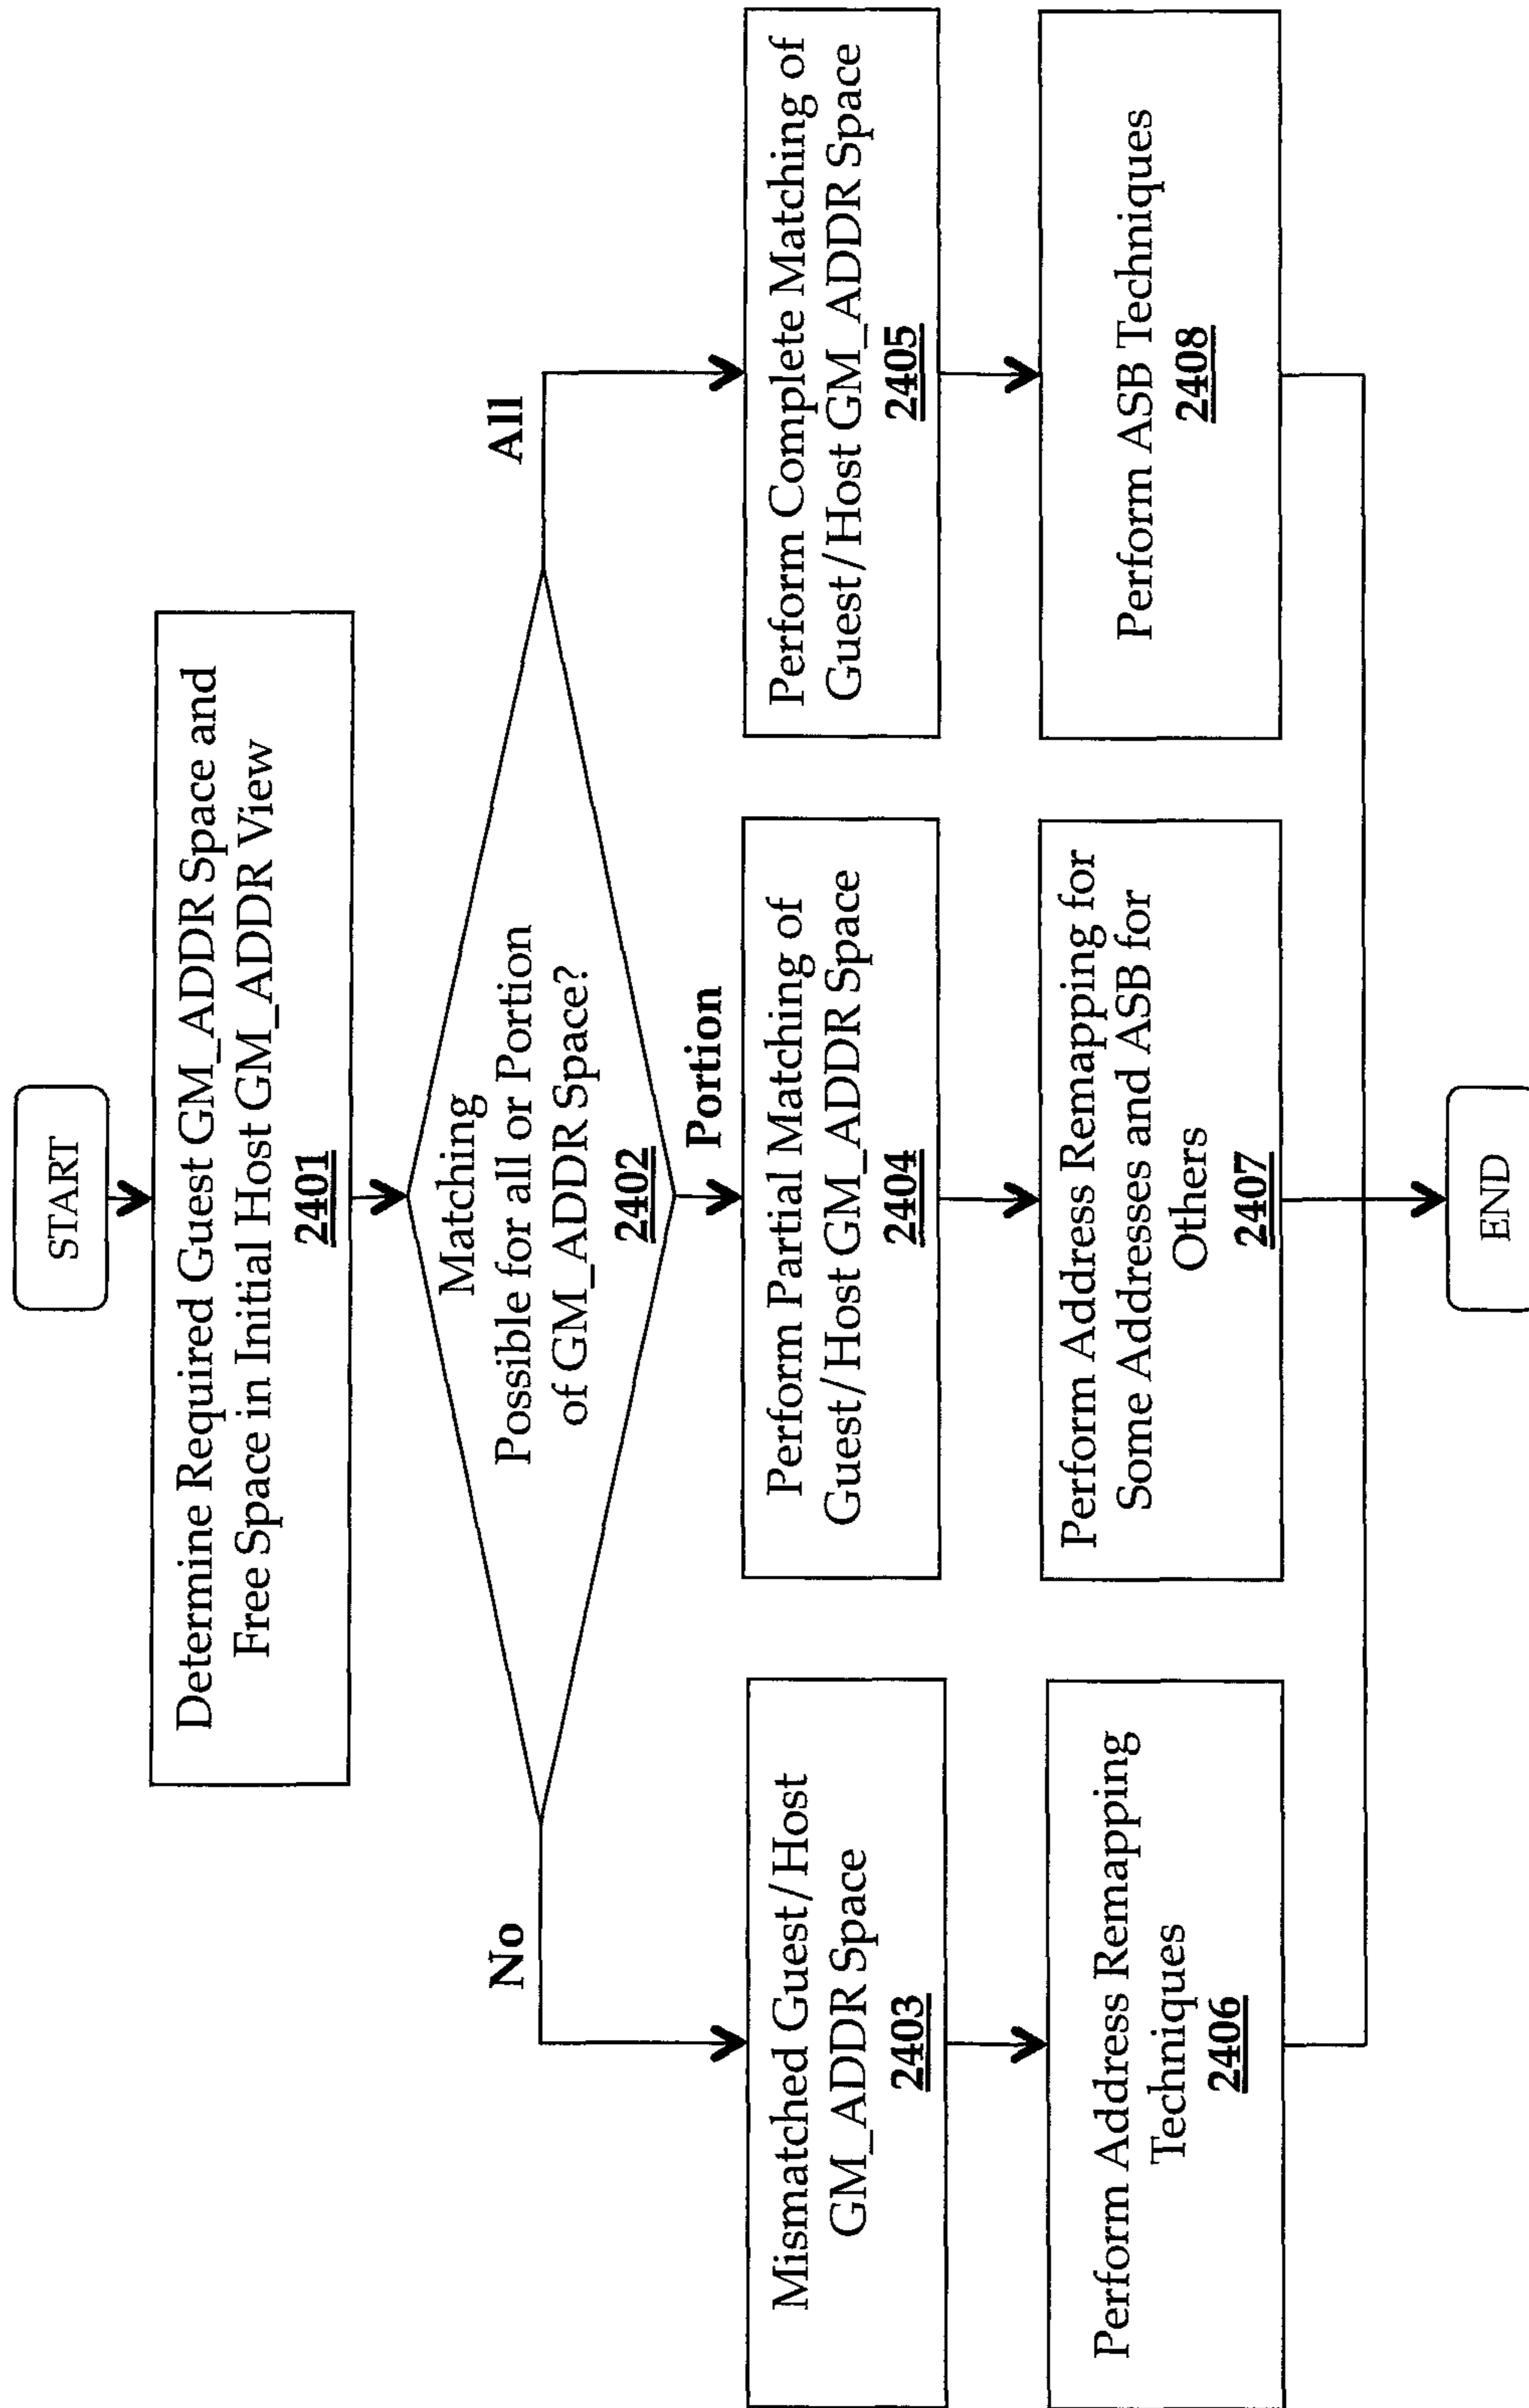 START
Determine Required Guest GM_ADDR Space and
Free Space in Initial Host GM_ADDR View
2401
Matching
Possible for all or Portion
of GM_ADDR Space?
2402
No
Portion
All
Mismatched Guest/Host
GM_ADDR Space
2403
Perform Partial Matching of
Guest/Host GM_ADDR Space
2404
Perform Complete Matching of
Guest/Host GM_ADDR Space
2405
Perform Address Remapping
Techniques
2406
Perform Address Remapping for
Some Addresses and ASB for
Others
2407
Perform ASB Techniques
2408
END